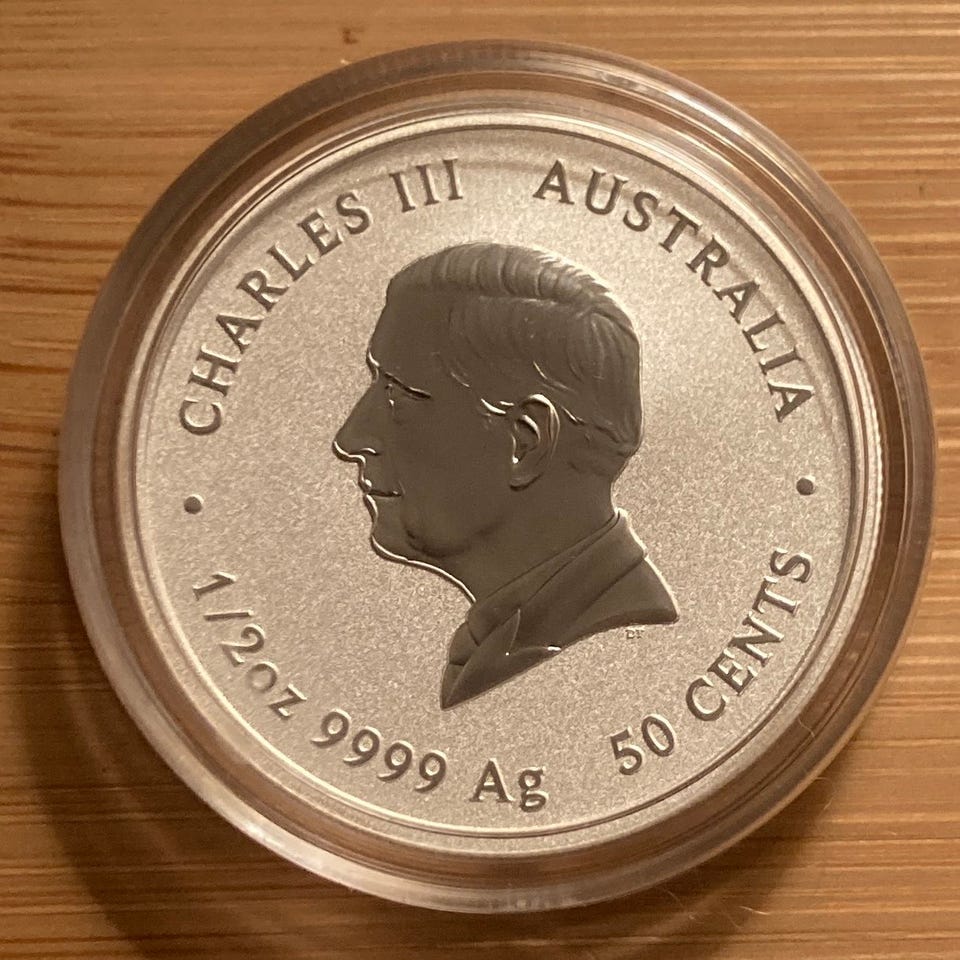 CHARLES III AUSTRALIA
1/2oz 9999 Ag 50 CENTS